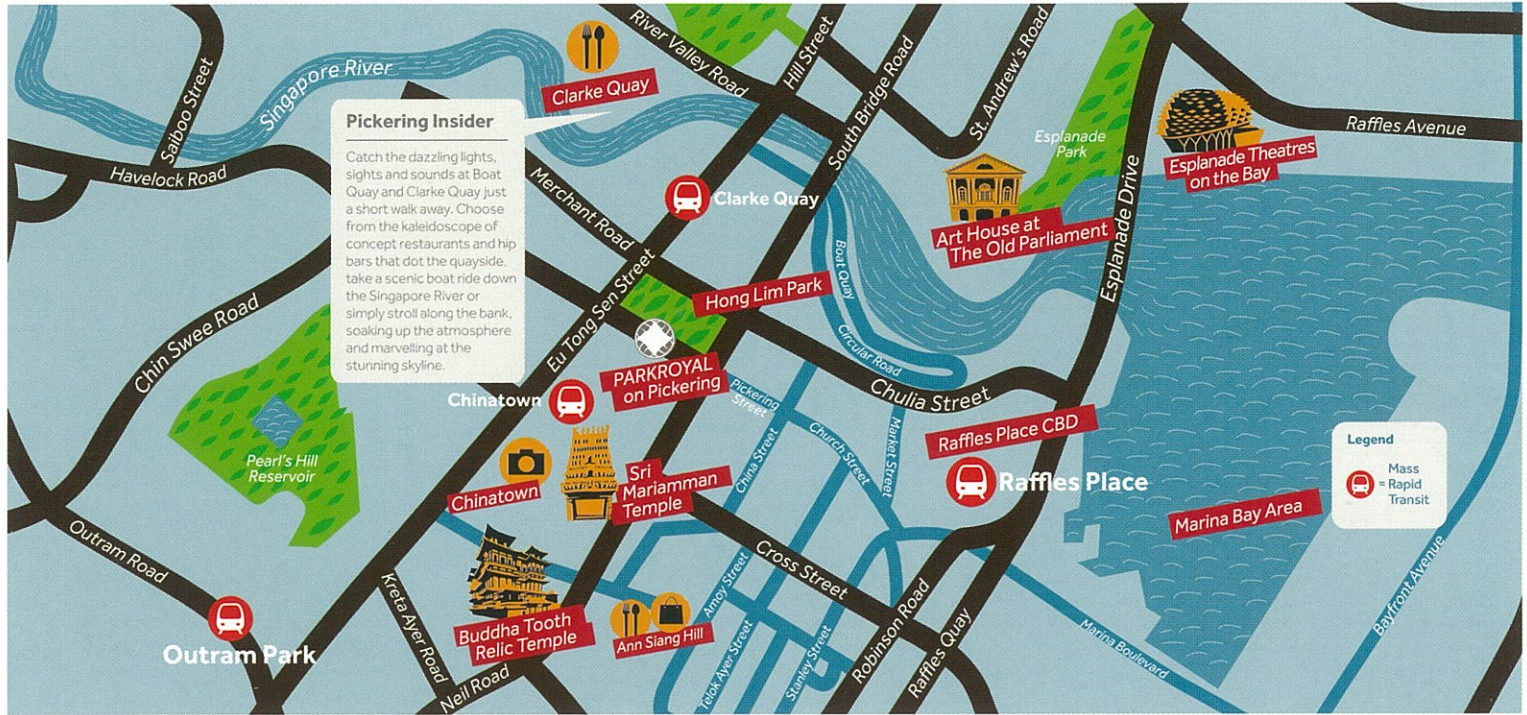 Singapore River
Saiboo Street
Havelock Road
Chin Swee Road
Pickering Insider
Catch the dazzling lights,
sights and sounds at Boat
Quay and Clarke Quay just
a short walk away. Choose
from the kaleidoscope of
concept restaurants and hip
bars that dot the quayside,
take a scenic boat ride down
the Singapore River or
simply stroll along the bank,
soaking up the atmosphere
and marvelling at the
stunning skyline.
Clarke Quay
River Valley Road
Hill Street
South Bridge Road
St. Andrew's Road
Esplanade
Park
Esplanade Drive
Esplanade Theatres
on the Bay
Raffles Avenue
Merchant Road
Clarke Quay
Art House at
The Old Parliament
Eu Tong Sen Street
Hong Lim Park
Boat Quay
Circular Road
PARKROYAL
on Pickering
Chinatown
Pickering
Street
Chulia Street
Church Street
China Street
Market Street
Raffles Place CBD
Raffles Place
Pearl's Hill
Reservoir
Chinatown
Sri
Mariamman
Temple
Marina Bay Area
Legend
Mass
= Rapid
Transit
Outram Road
Outram Park
Kreta Ayer Road
Buddha Tooth
Relic Temple
Neil Road
Ann Siang Hill
Amoy Street
Cross Street
Telok Ayer Street
Stanley Street
Robinson Road
Raffles Quay
Marina Boulevard
Bayfront Avenue